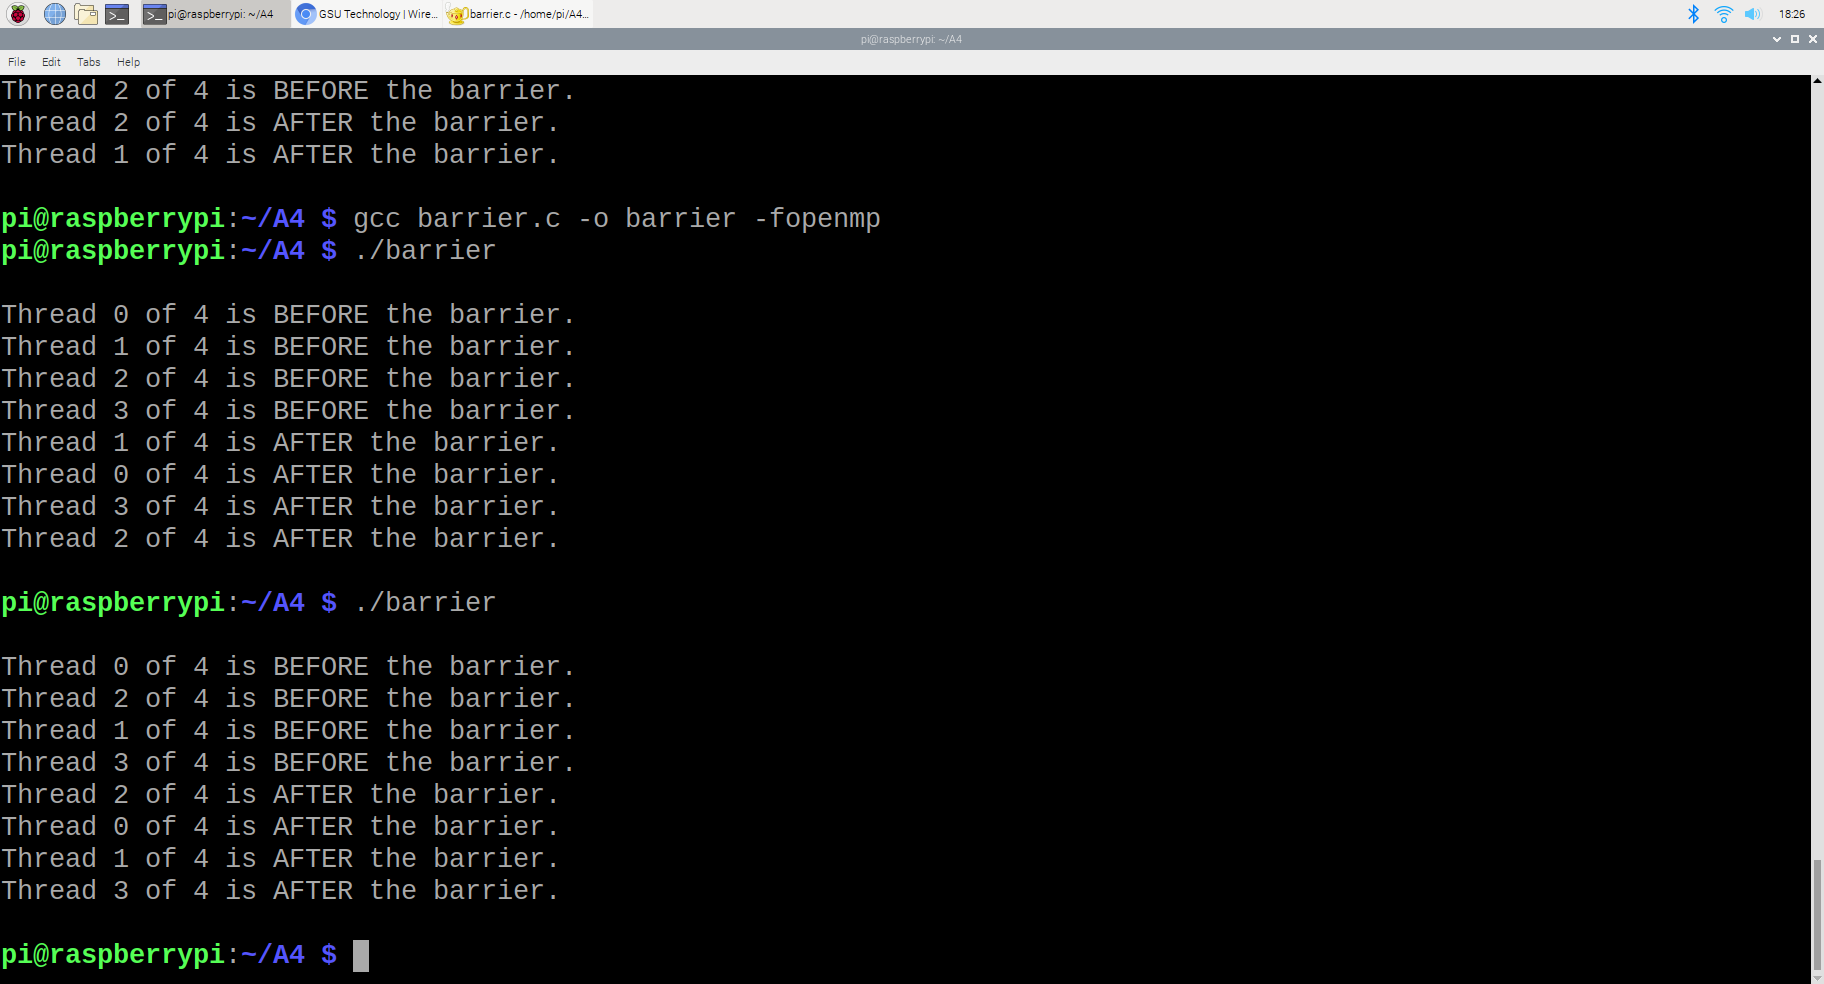 pi@raspberrypi: ~/A4
GSU Technology | Wire...
barrier.c - /home/pi/A4...
18:26
pi@raspberrypi: ~/A4
File Edit Tabs Help
Thread 2 of 4 is BEFORE the barrier.
Thread 2 of 4 is AFTER the barrier.
Thread 1 of 4 is AFTER the barrier.
pi@raspberrypi:~/A4 $ gcc barrier.c -o barrier -fopenmp
pi@raspberrypi:~/A4 $ ./barrier
Thread 0 of 4 is BEFORE the barrier.
Thread 1 of 4 is BEFORE the barrier.
Thread 2 of 4 is BEFORE the barrier.
Thread 3 of 4 is BEFORE the barrier.
Thread 1 of 4 is AFTER the barrier.
Thread 0 of 4 is AFTER the barrier.
Thread 3 of 4 is AFTER the barrier.
Thread 2 of 4 is AFTER the barrier.
pi@raspberrypi:~/A4 $ ./barrier
Thread 0 of 4 is BEFORE the barrier.
Thread 2 of 4 is BEFORE the barrier.
Thread 1 of 4 is BEFORE the barrier.
Thread 3 of 4 is BEFORE the barrier.
Thread 2 of 4 is AFTER the barrier.
Thread 0 of 4 is AFTER the barrier.
Thread 1 of 4 is AFTER the barrier.
Thread 3 of 4 is AFTER the barrier.
pi@raspberrypi:~/A4 $